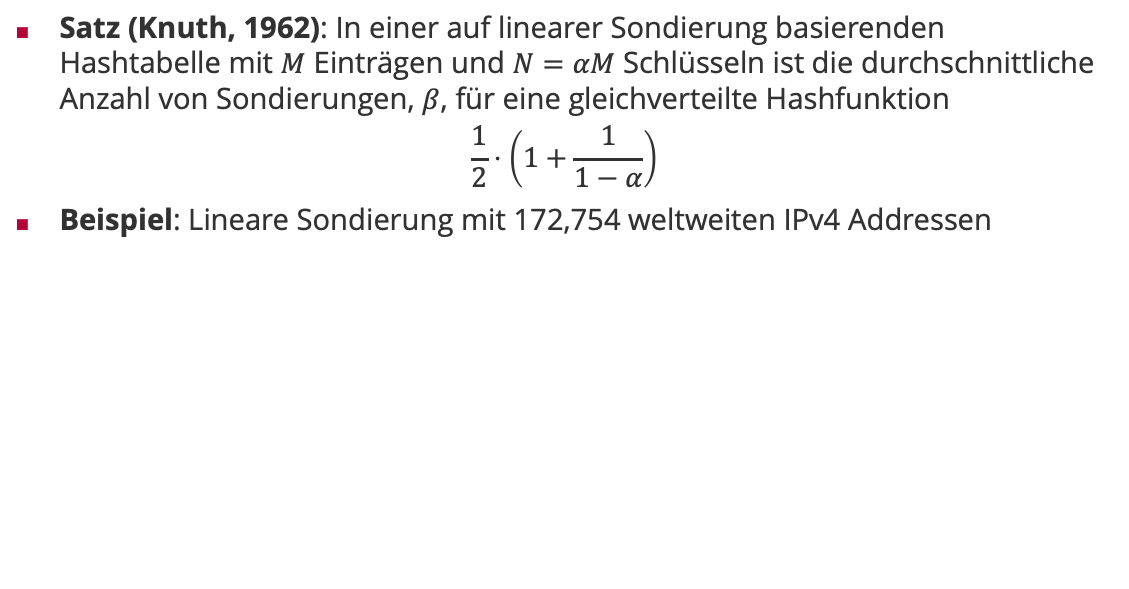 ▪ Satz (Knuth, 1962): In einer auf linearer Sondierung basierenden
Hashtabelle mit M Einträgen und N = αM Schlüsseln ist die durchschnittliche
Anzahl von Sondierungen, β, für eine gleichverteilte Hashfunktion
1/2 · (1 + 1/(1 − α))
▪ Beispiel: Lineare Sondierung mit 172,754 weltweiten IPv4 Addressen